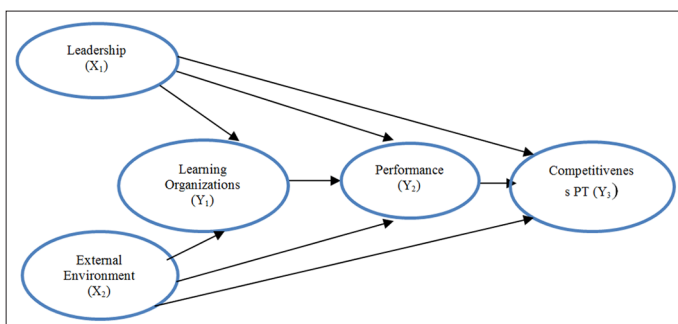 Leadership
(X₁)
Learning
Organizations
(Y₁)
Performance
(Y₂)
Competitivenes
s PT (Y₃)
External
Environment
(X₂)